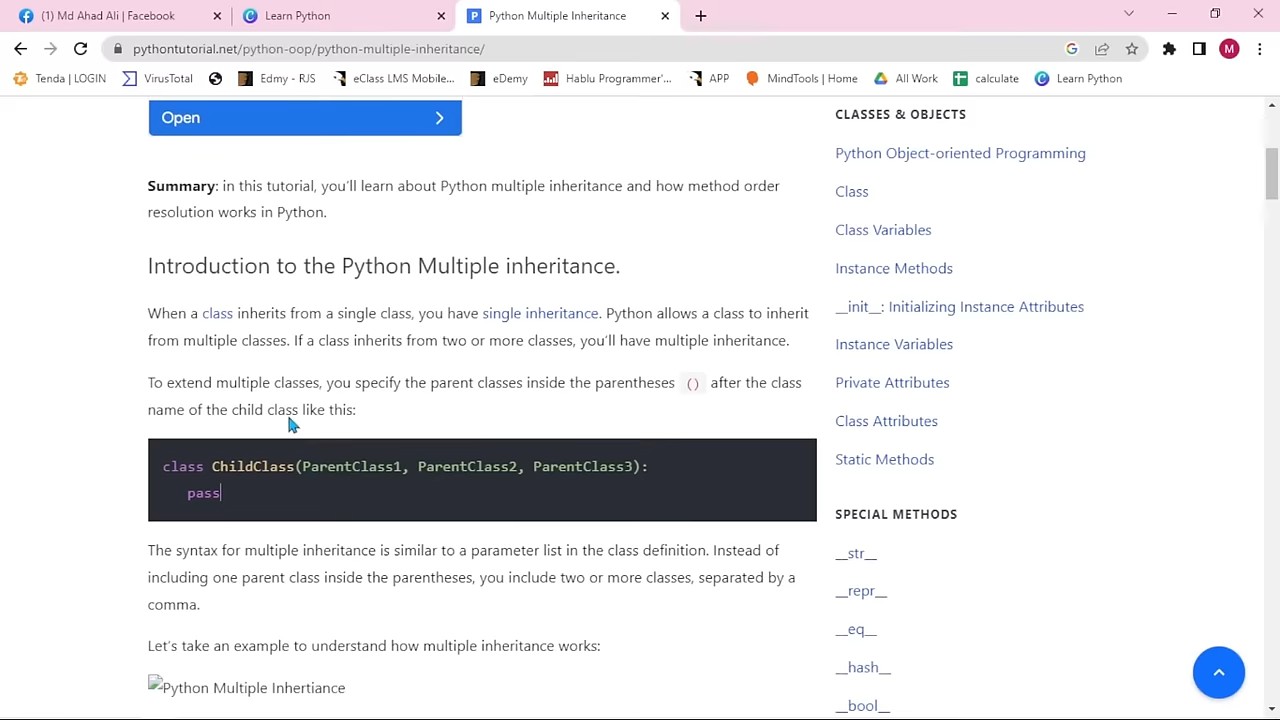 (1) Md Ahad Ali | Facebook
Learn Python
Python Multiple Inheritance
pythontutorial.net/python-oop/python-multiple-inheritance/
M
Tenda | LOGIN
VirusTotal
Edmy - RJS
eClass LMS Mobile...
eDemy
Hablu Programmer'...
APP
MindTools | Home
All Work
calculate
Learn Python
Open
Summary: in this tutorial, you'll learn about Python multiple inheritance and how method order
resolution works in Python.
Introduction to the Python Multiple inheritance.
When a class inherits from a single class, you have single inheritance. Python allows a class to inherit
from multiple classes. If a class inherits from two or more classes, you'll have multiple inheritance.
To extend multiple classes, you specify the parent classes inside the parentheses () after the class
name of the child class like this:
class ChildClass(ParentClass1, ParentClass2, ParentClass3):
pass
The syntax for multiple inheritance is similar to a parameter list in the class definition. Instead of
including one parent class inside the parentheses, you include two or more classes, separated by a
comma.
Let's take an example to understand how multiple inheritance works:
Python Multiple Inhertiance
CLASSES & OBJECTS
Python Object-oriented Programming
Class
Class Variables
Instance Methods
__init__: Initializing Instance Attributes
Instance Variables
Private Attributes
Class Attributes
Static Methods
SPECIAL METHODS
__str__
__repr__
__eq__
__hash__
__bool__